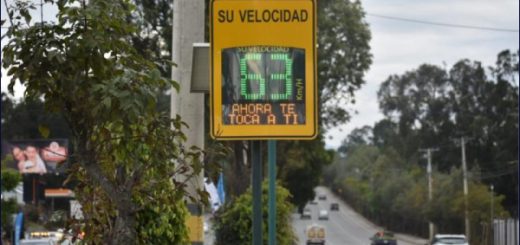 SU VELOCIDAD
SU VELOCIDAD
63
Km/H
AHORA TE
TOCA A TI